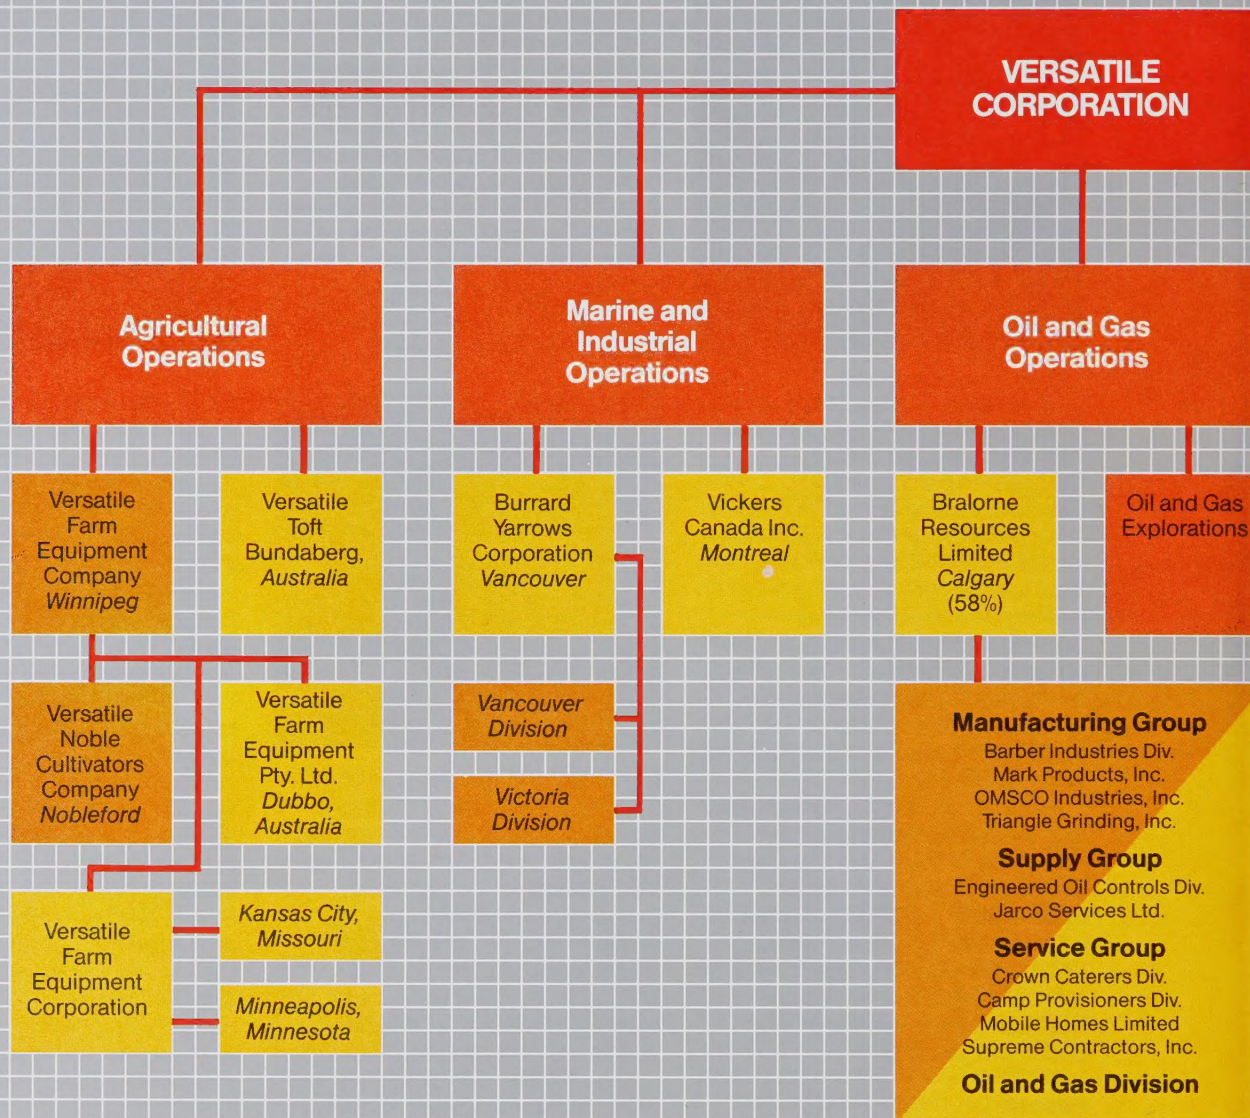 VERSATILE
CORPORATION
Agricultural
Operations
Marine and
Industrial
Operations
Oil and Gas
Operations
Versatile
Farm
Equipment
Company
Winnipeg
Versatile
Toft
Bundaberg,
Australia
Burrard
Yarrows
Corporation
Vancouver
Vickers
Canada Inc.
Montreal
Bralorne
Resources
Limited
Calgary
(58%)
Oil and Gas
Explorations
Versatile
Noble
Cultivators
Company
Nobleford
Versatile
Farm
Equipment
Pty. Ltd.
Dubbo,
Australia
Vancouver
Division
Victoria
Division
Versatile
Farm
Equipment
Corporation
Kansas City,
Missouri
Minneapolis,
Minnesota
Manufacturing Group
Barber Industries Div.
Mark Products, Inc.
OMSCO Industries, Inc.
Triangle Grinding, Inc.
Supply Group
Engineered Oil Controls Div.
Jarco Services Ltd.
Service Group
Crown Caterers Div.
Camp Provisioners Div.
Mobile Homes Limited
Supreme Contractors, Inc.
Oil and Gas Division